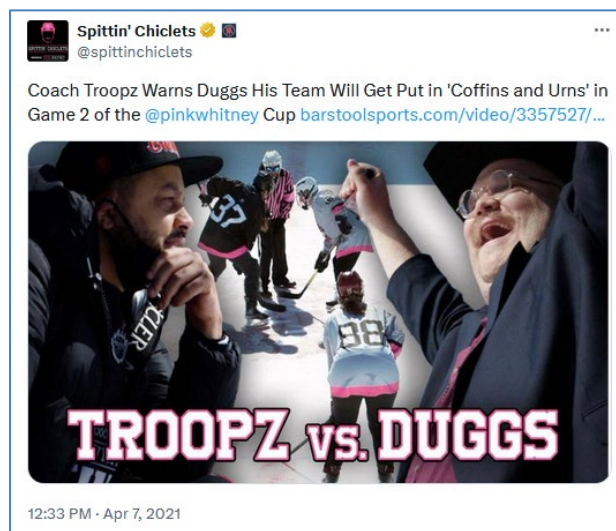 Spittin' Chiclets
@spittinchiclets
Coach Troopz Warns Duggs His Team Will Get Put in 'Coffins and Urns' in
Game 2 of the @pinkwhitney Cup barstoolsports.com/video/3357527/...
37
88
TROOPZ VS. DUGGS
12:33 PM · Apr 7, 2021